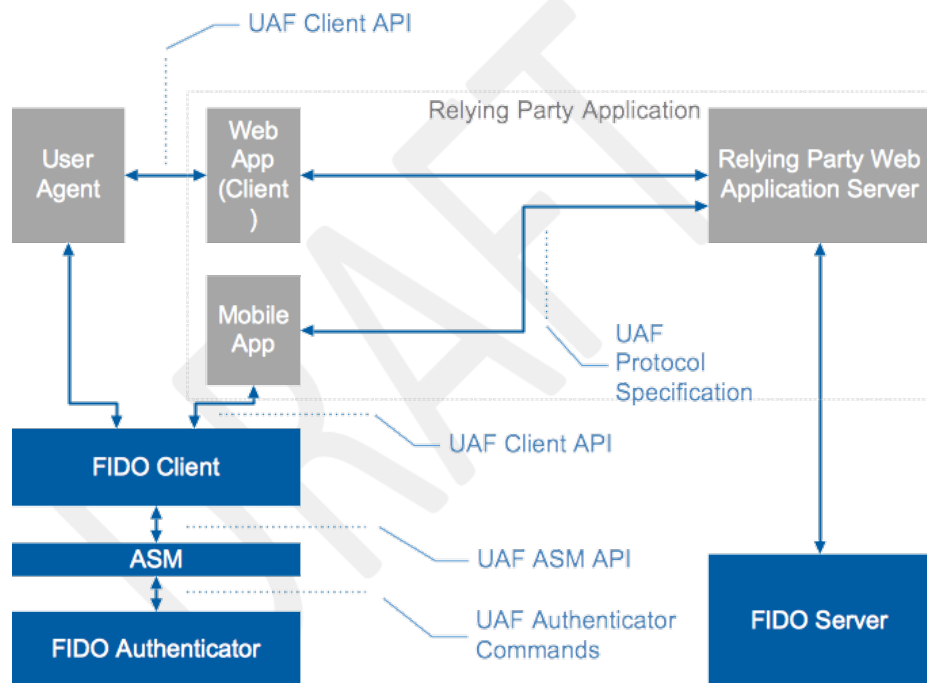 UAF Client API
Relying Party Application
User
Agent
Web
App
(Client
)
Relying Party Web
Application Server
Mobile
App
UAF
Protocol
Specification
UAF Client API
FIDO Client
ASM
UAF ASM API
FIDO Authenticator
UAF Authenticator
Commands
FIDO Server
DRAFT